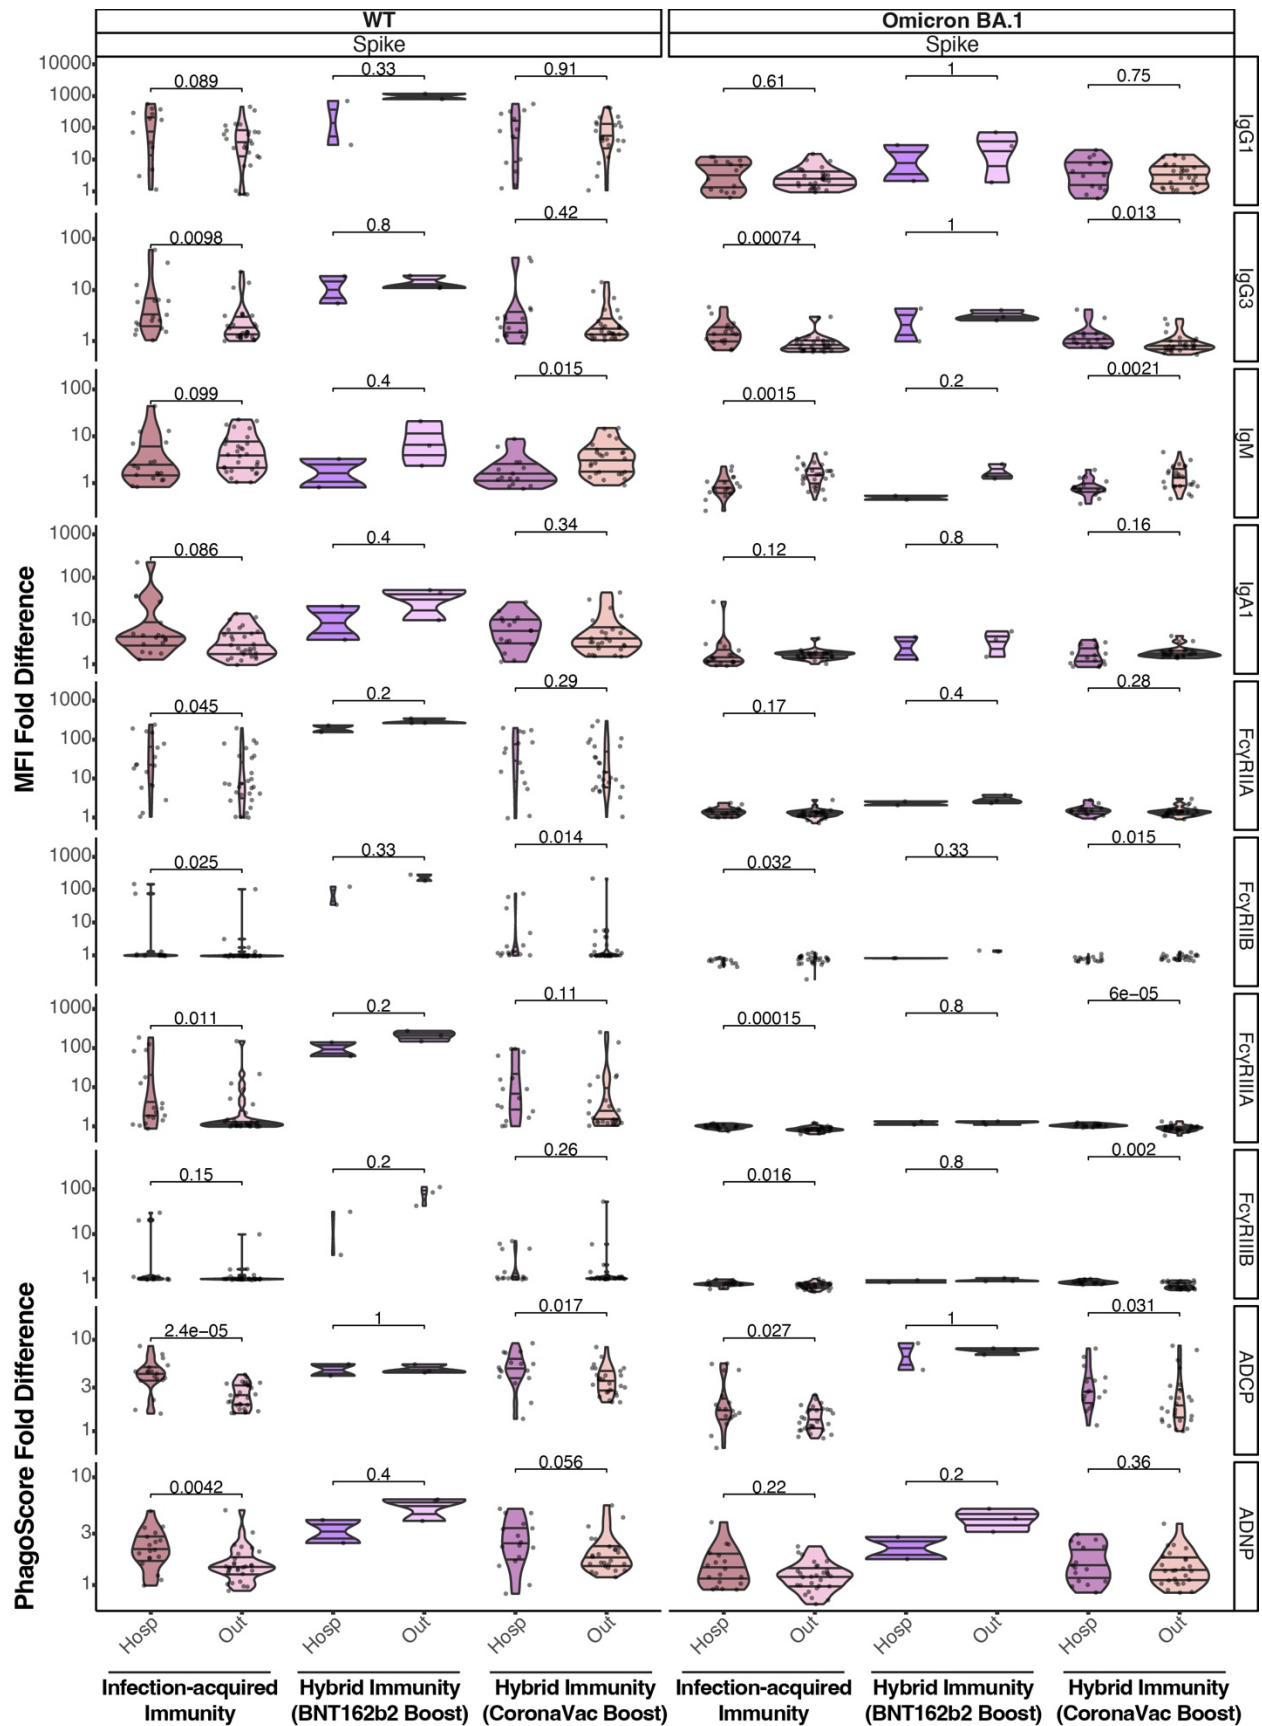 WT
Omicron BA.1
Spike
Spike
MFI Fold Difference
PhagoScore Fold Difference
10000
1000
100
10
1
0.089
0.33
0.91
0.61
1
0.75
IgG1
100
10
1
0.0098
0.8
0.42
0.00074
1
0.013
IgG3
100
10
1
0.099
0.4
0.015
0.0015
0.2
0.0021
IgM
1000
100
10
1
0.086
0.4
0.34
0.12
0.8
0.16
IgA1
1000
100
10
1
0.045
0.2
0.29
0.17
0.4
0.28
FcγRIIA
1000
100
10
1
0.025
0.33
0.014
0.032
0.33
0.015
FcγRIIB
1000
100
10
1
0.011
0.2
0.11
0.00015
0.8
6e−05
FcγRIIIA
100
10
1
0.15
0.2
0.26
0.016
0.8
0.002
FcγRIIIB
10
3
1
2.4e−05
1
0.017
0.027
1
0.031
ADCP
10
3
1
0.0042
0.4
0.056
0.22
0.2
0.36
ADNP
Hosp
Out
Hosp
Out
Hosp
Out
Hosp
Out
Hosp
Out
Hosp
Out
Infection-acquired
Immunity
Hybrid Immunity
(BNT162b2 Boost)
Hybrid Immunity
(CoronaVac Boost)
Infection-acquired
Immunity
Hybrid Immunity
(BNT162b2 Boost)
Hybrid Immunity
(CoronaVac Boost)